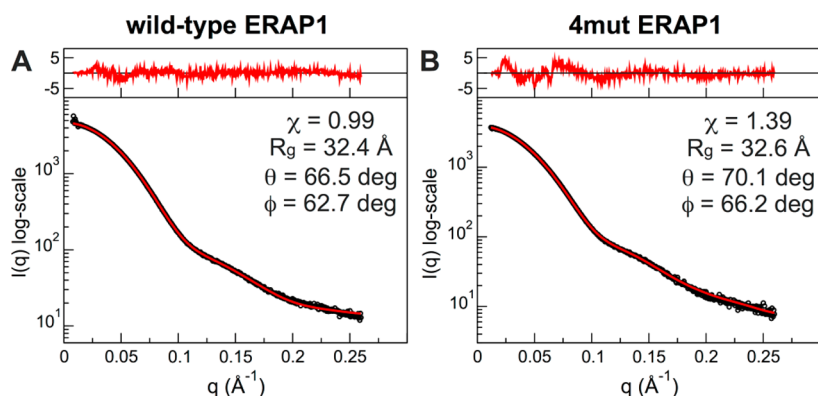 wild-type ERAP1
4mut ERAP1
A
5
-5
χ = 0.99
Rg = 32.4 Å
θ = 66.5 deg
ϕ = 62.7 deg
I(q) log-scale
10³
10²
10¹
0
0.05
0.1
0.15
0.2
0.25
q (Å⁻¹)
B
5
-5
χ = 1.39
Rg = 32.6 Å
θ = 70.1 deg
ϕ = 66.2 deg
I(q) log-scale
10³
10²
10¹
0
0.05
0.1
0.15
0.2
0.25
q (Å⁻¹)